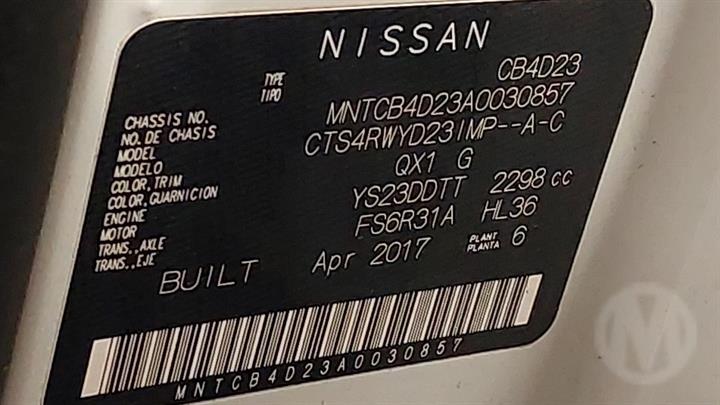 NISSAN
TYPE CB4D23
TIPO
CHASSIS NO. MNTCB4D23A0030857
NO. DE CHASIS
MODEL CTS4RWYD23IMP--A-C
MODELO
COLOR, TRIM QX1 G
COLOR, GUARNICION
ENGINE YS23DDTT 2298 cc
MOTOR
TRANS., AXLE FS6R31A HL36
TRANS., EJE
BUILT Apr 2017 PLANT 6
PLANTA
MNTCB4D23A0030857
M